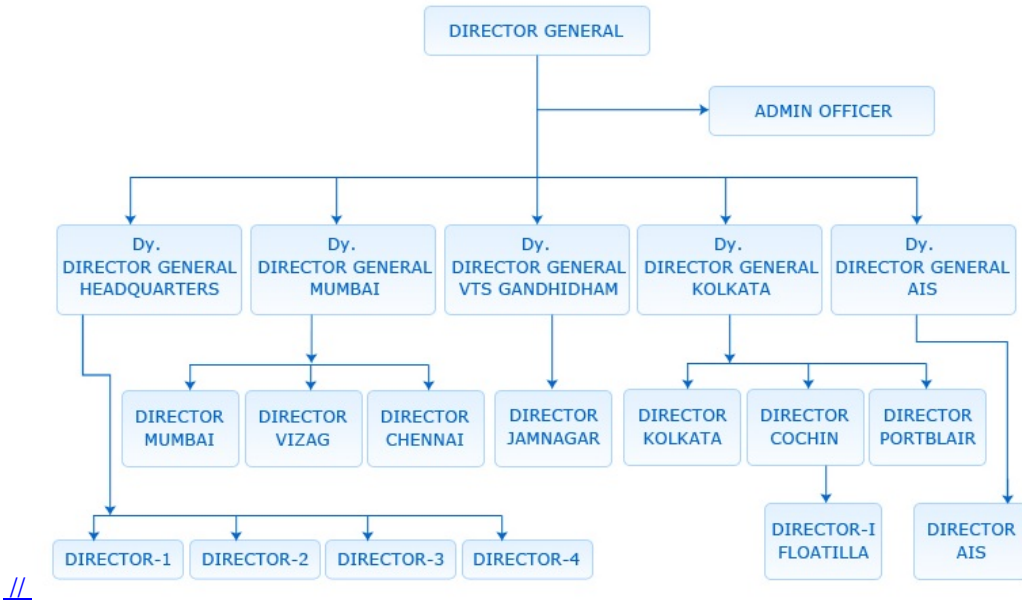 DIRECTOR GENERAL
ADMIN OFFICER
Dy.
DIRECTOR GENERAL
HEADQUARTERS
Dy.
DIRECTOR GENERAL
MUMBAI
Dy.
DIRECTOR GENERAL
VTS GANDHIDHAM
Dy.
DIRECTOR GENERAL
KOLKATA
Dy.
DIRECTOR GENERAL
AIS
DIRECTOR
MUMBAI
DIRECTOR
VIZAG
DIRECTOR
CHENNAI
DIRECTOR
JAMNAGAR
DIRECTOR
KOLKATA
DIRECTOR
COCHIN
DIRECTOR
PORTBLAIR
DIRECTOR-I
FLOATILLA
DIRECTOR
AIS
DIRECTOR-1
DIRECTOR-2
DIRECTOR-3
DIRECTOR-4
//